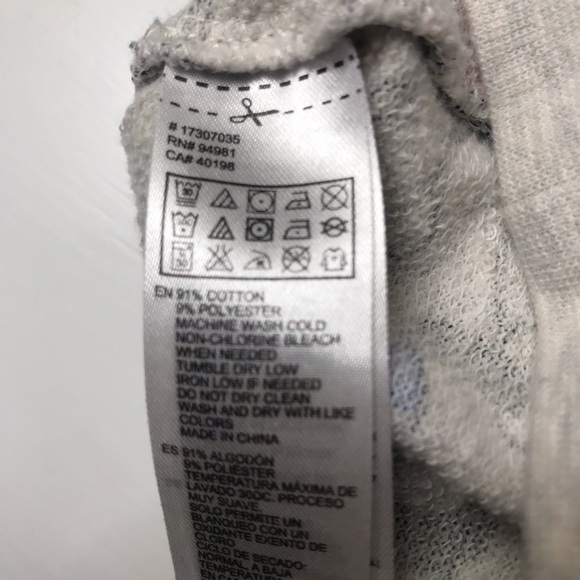 # 17307035
RN# 94981
CA# 40198
EN 91% COTTON
9% POLYESTER
MACHINE WASH COLD
NON-CHLORINE BLEACH
WHEN NEEDED
TUMBLE DRY LOW
IRON LOW IF NEEDED
DO NOT DRY CLEAN
WASH AND DRY WITH LIKE
COLORS
MADE IN CHINA
ES 91% ALGODÓN
9% POLIÉSTER
TEMPERATURA MÁXIMA DE
LAVADO 30OC. PROCESO
MUY SUAVE.
SOLO PERMITE UN
BLANQUEO CON UN
OXIDANTE EXENTO DE
CLORO
CICLO DE SECADO:
NORMAL, A BAJA
TEMPERATURA